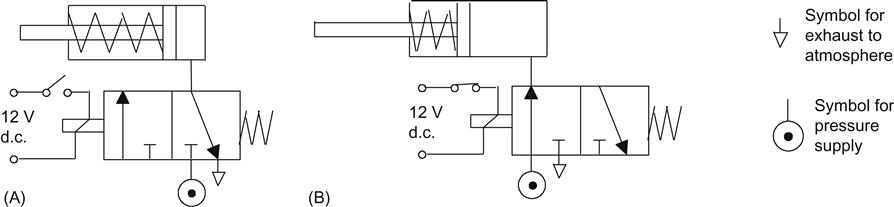 Symbol for
exhaust to
atmosphere
12 V
d.c.
12 V
d.c.
Symbol for
pressure
supply
(A)
(B)